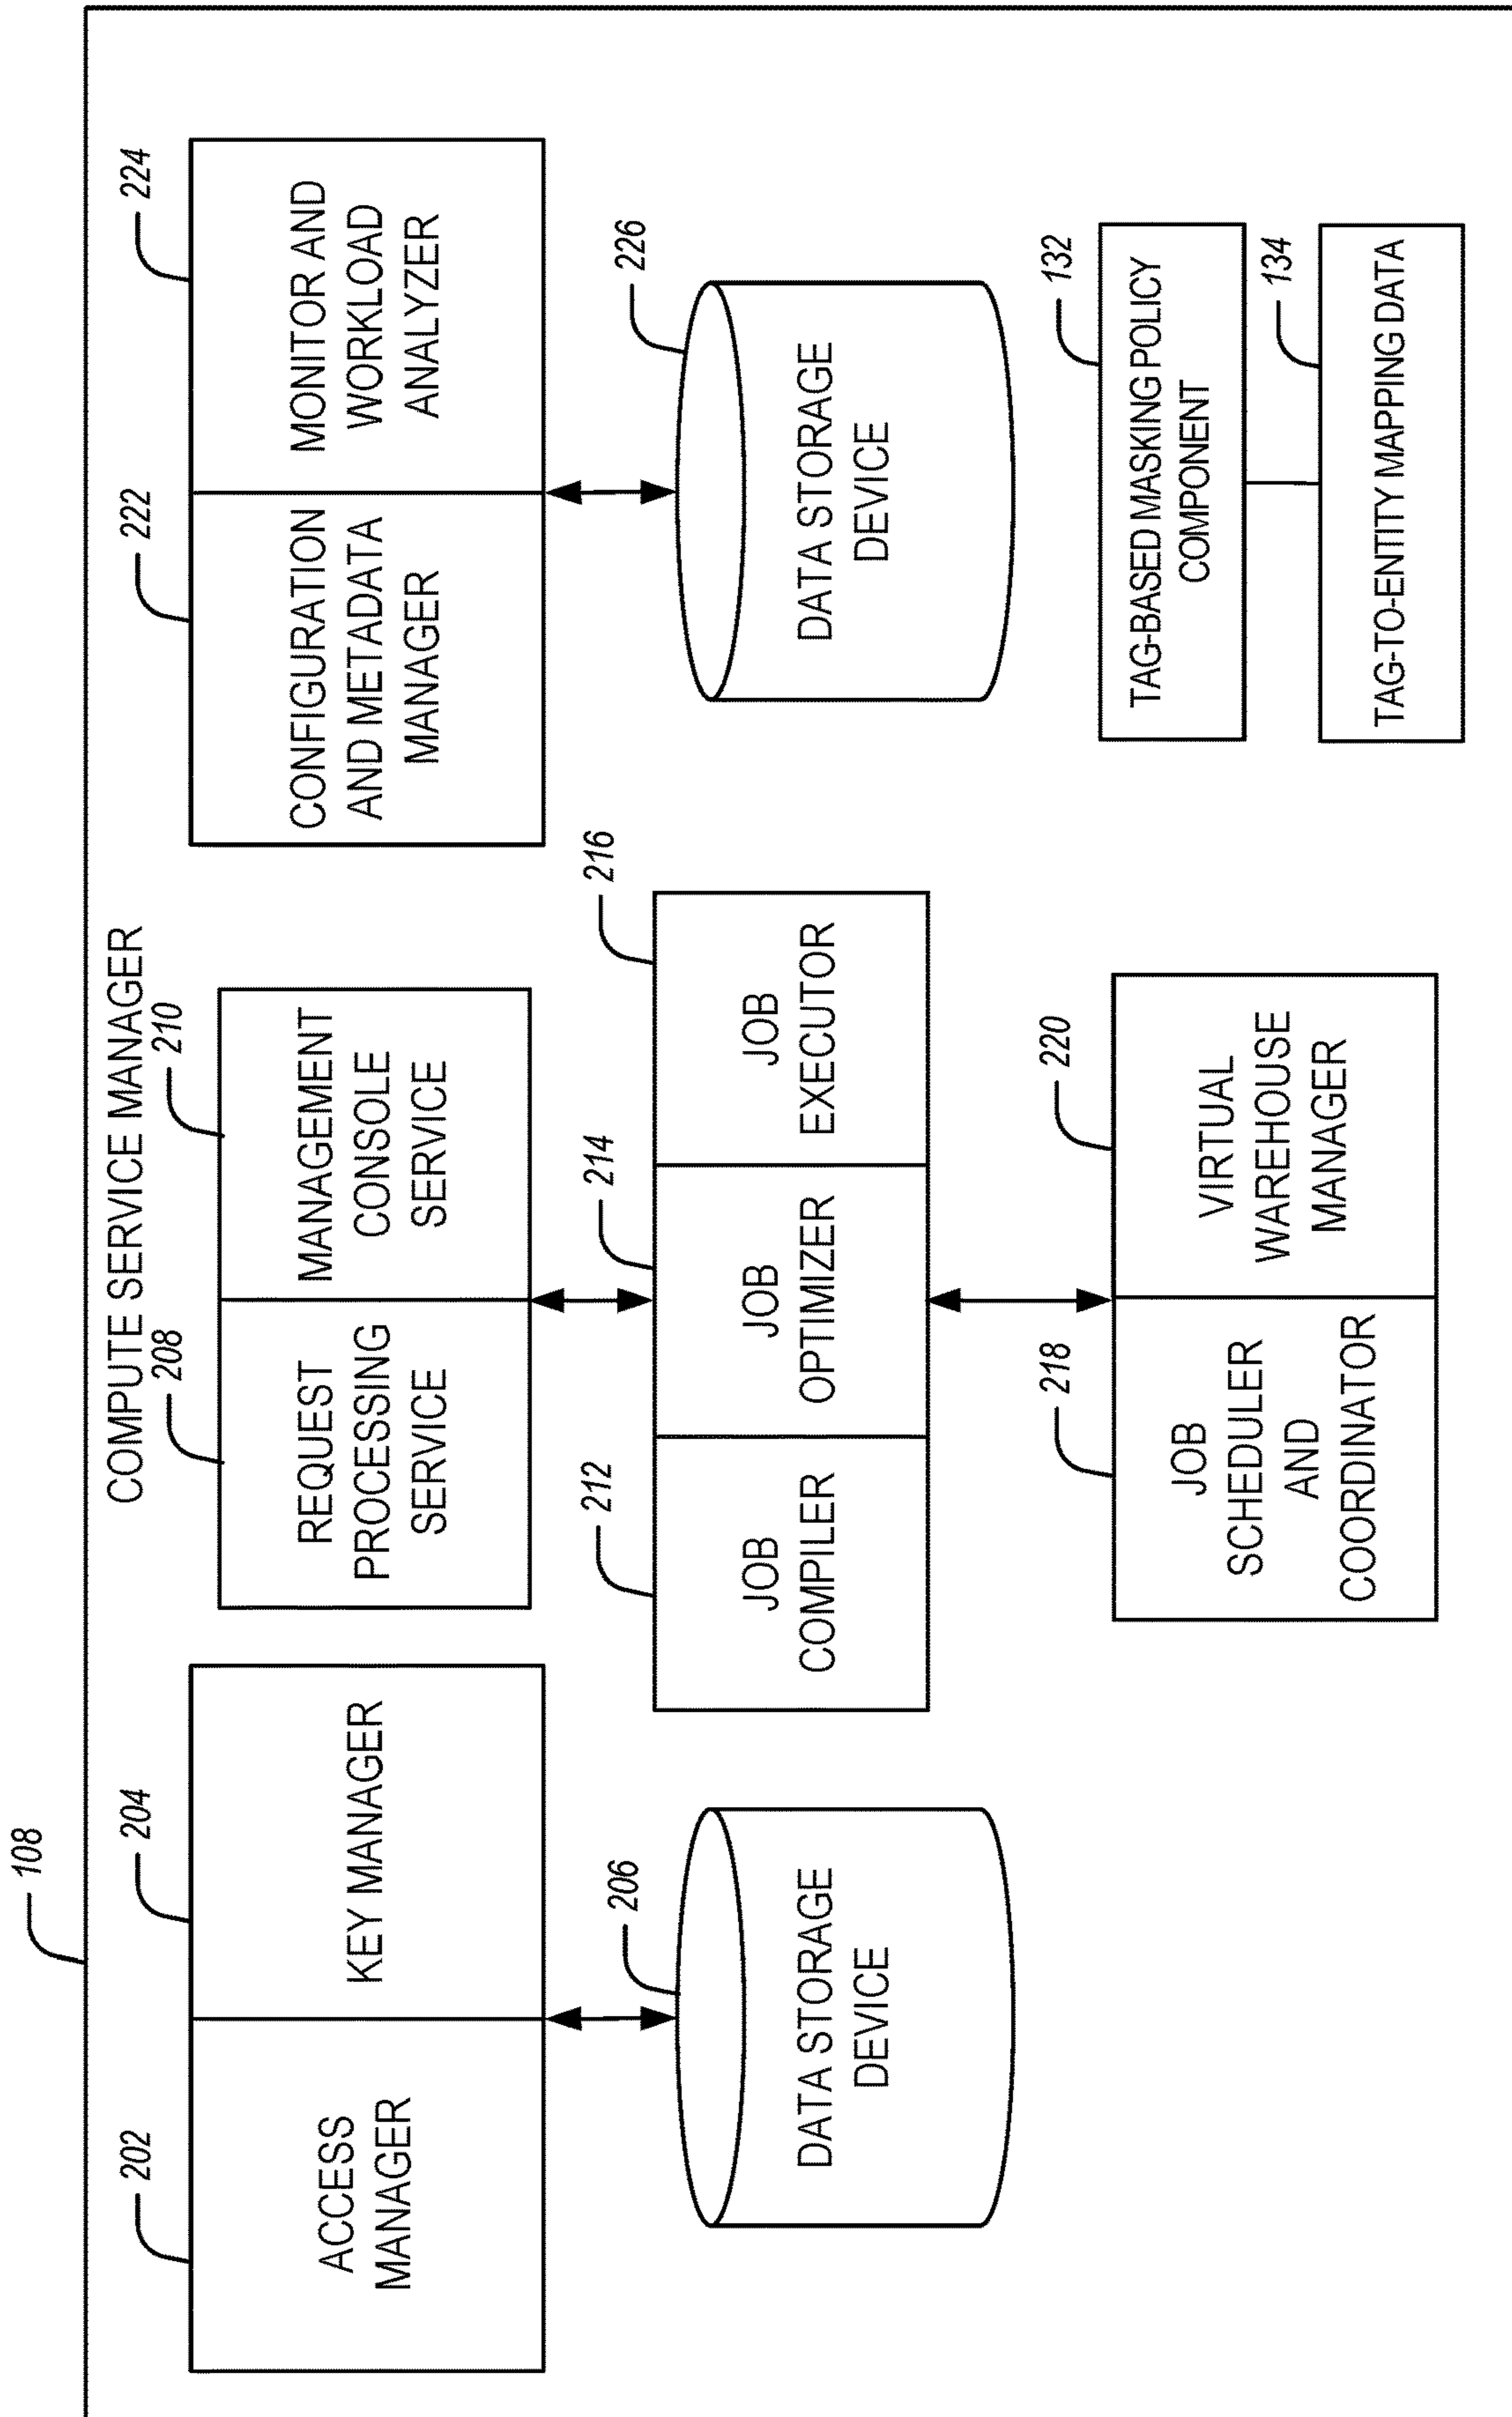 108
COMPUTE SERVICE MANAGER
202
204
ACCESS
MANAGER
KEY MANAGER
206
DATA STORAGE
DEVICE
208
210
REQUEST
PROCESSING
SERVICE
MANAGEMENT
CONSOLE
SERVICE
212
214
216
JOB
COMPILER
JOB
OPTIMIZER
JOB
EXECUTOR
218
220
JOB
SCHEDULER
AND
COORDINATOR
VIRTUAL
WAREHOUSE
MANAGER
222
224
CONFIGURATION
AND METADATA
MANAGER
MONITOR AND
WORKLOAD
ANALYZER
226
DATA STORAGE
DEVICE
132
TAG-BASED MASKING POLICY
COMPONENT
134
TAG-TO-ENTITY MAPPING DATA